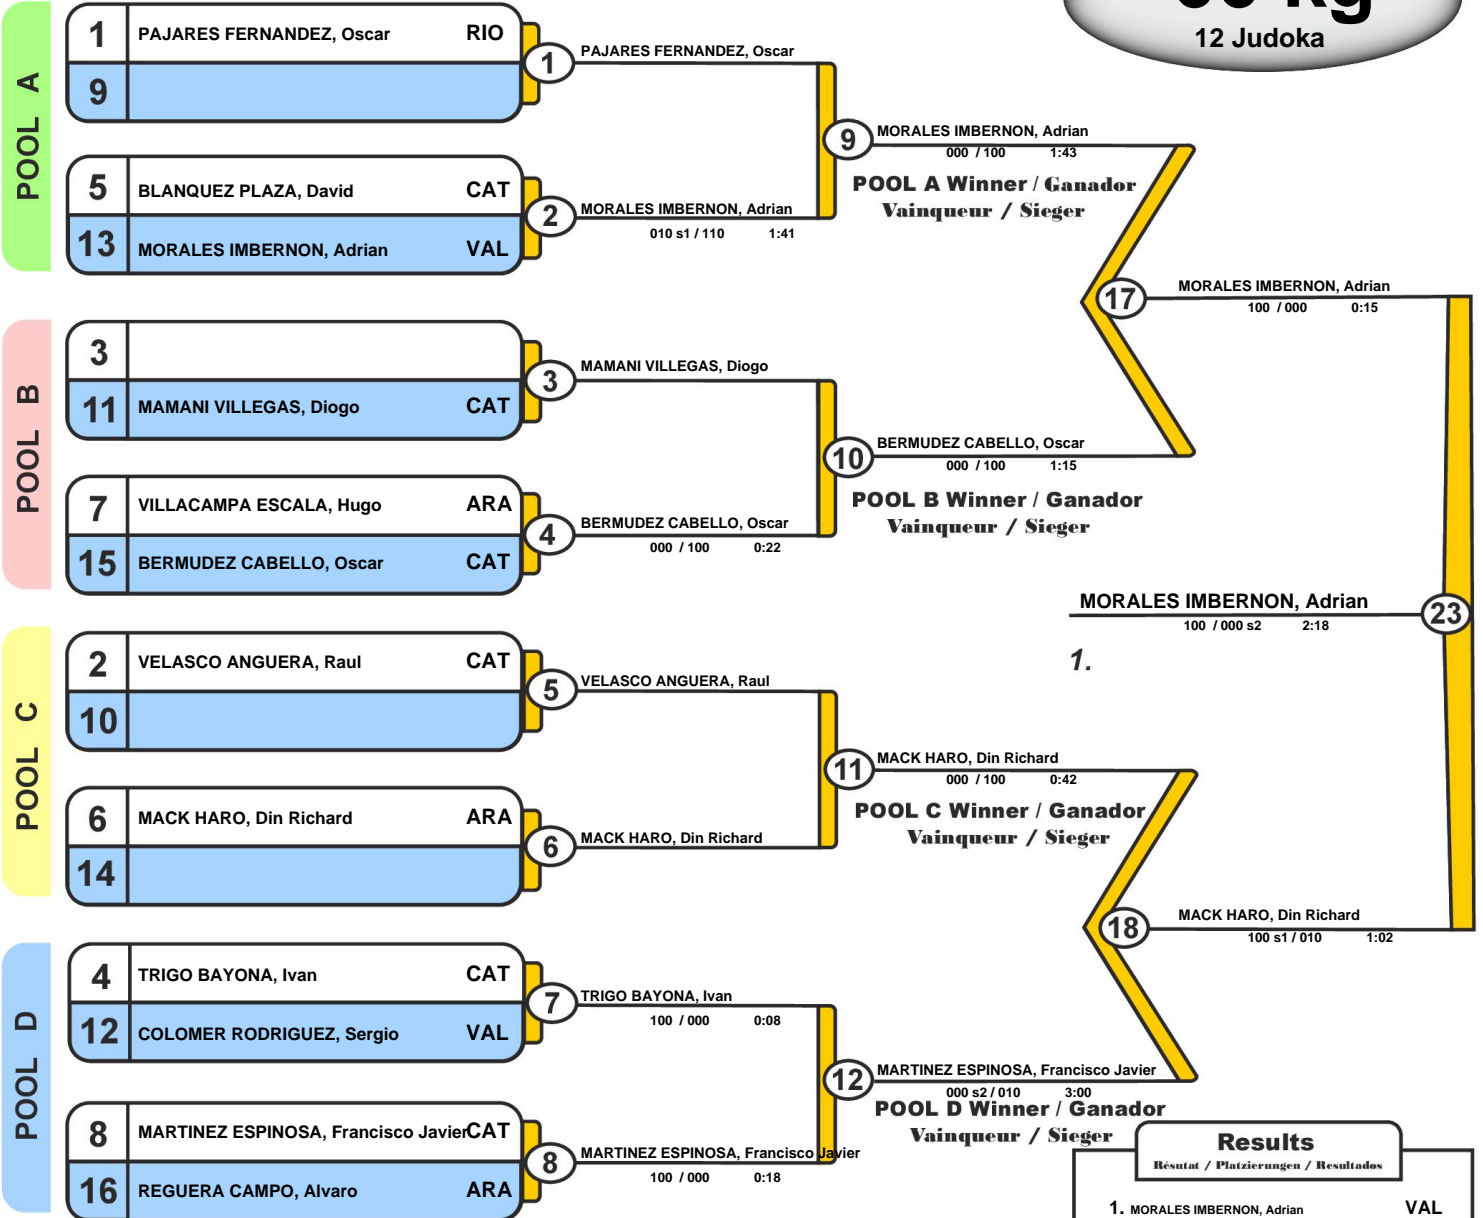 kg
12 Judoka
POOL A
1 PAJARES FERNANDEZ, Oscar RIO
9
1
PAJARES FERNANDEZ, Oscar
5 BLANQUEZ PLAZA, David CAT
13 MORALES IMBERNON, Adrian VAL
2
MORALES IMBERNON, Adrian
010 s1 / 110 1:41
9
MORALES IMBERNON, Adrian
000 / 100 1:43
POOL A Winner / Ganador
Vainqueur / Sieger
POOL B
3
11 MAMANI VILLEGAS, Diogo CAT
3
MAMANI VILLEGAS, Diogo
7 VILLACAMPA ESCALA, Hugo ARA
15 BERMUDEZ CABELLO, Oscar CAT
4
BERMUDEZ CABELLO, Oscar
000 / 100 0:22
10
BERMUDEZ CABELLO, Oscar
000 / 100 1:15
POOL B Winner / Ganador
Vainqueur / Sieger
17
MORALES IMBERNON, Adrian
100 / 000 0:15
POOL C
2 VELASCO ANGUERA, Raul CAT
10
5
VELASCO ANGUERA, Raul
6 MACK HARO, Din Richard ARA
14
6
MACK HARO, Din Richard
11
MACK HARO, Din Richard
000 / 100 0:42
POOL C Winner / Ganador
Vainqueur / Sieger
POOL D
4 TRIGO BAYONA, Ivan CAT
12 COLOMER RODRIGUEZ, Sergio VAL
7
TRIGO BAYONA, Ivan
100 / 000 0:08
8 MARTINEZ ESPINOSA, Francisco Javier CAT
16 REGUERA CAMPO, Alvaro ARA
8
MARTINEZ ESPINOSA, Francisco Javier
100 / 000 0:18
12
MARTINEZ ESPINOSA, Francisco Javier
000 s2 / 010 3:00
POOL D Winner / Ganador
Vainqueur / Sieger
18
MACK HARO, Din Richard
100 s1 / 010 1:02
23
MORALES IMBERNON, Adrian
100 / 000 s2 2:18
1.
Results
Résutat / Platzierungen / Resultados
1. MORALES IMBERNON, Adrian VAL